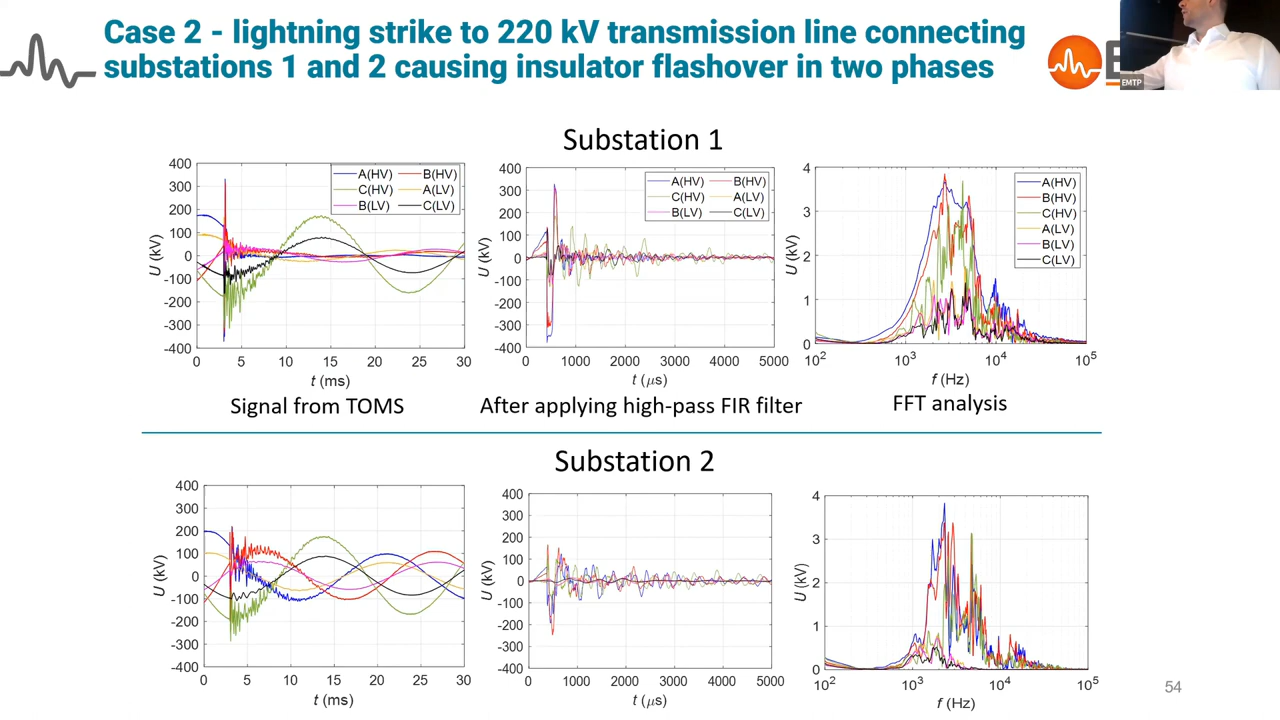 Case 2 - lightning strike to 220 kV transmission line connecting
substations 1 and 2 causing insulator flashover in two phases
E
EMTP
Substation 1
400
300
200
100
0
-100
-200
-300
-400
U (kV)
A(HV) B(HV)
C(HV) A(LV)
B(LV) C(LV)
0 5 10 15 20 25 30
t (ms)
Signal from TOMS
400
300
200
100
0
-100
-200
-300
-400
U (kV)
A(HV) B(HV)
C(HV) A(LV)
B(LV) C(LV)
0 1000 2000 3000 4000 5000
t (μs)
After applying high-pass FIR filter
4
3
2
1
0
U (kV)
A(HV)
B(HV)
C(HV)
A(LV)
B(LV)
C(LV)
10² 10³ 10⁴ 10⁵
f (Hz)
FFT analysis
Substation 2
400
300
200
100
0
-100
-200
-300
-400
U (kV)
0 5 10 15 20 25 30
t (ms)
400
300
200
100
0
-100
-200
-300
-400
U (kV)
0 1000 2000 3000 4000 5000
t (μs)
4
3
2
1
0
U (kV)
10² 10³ 10⁴ 10⁵
f (Hz)
54